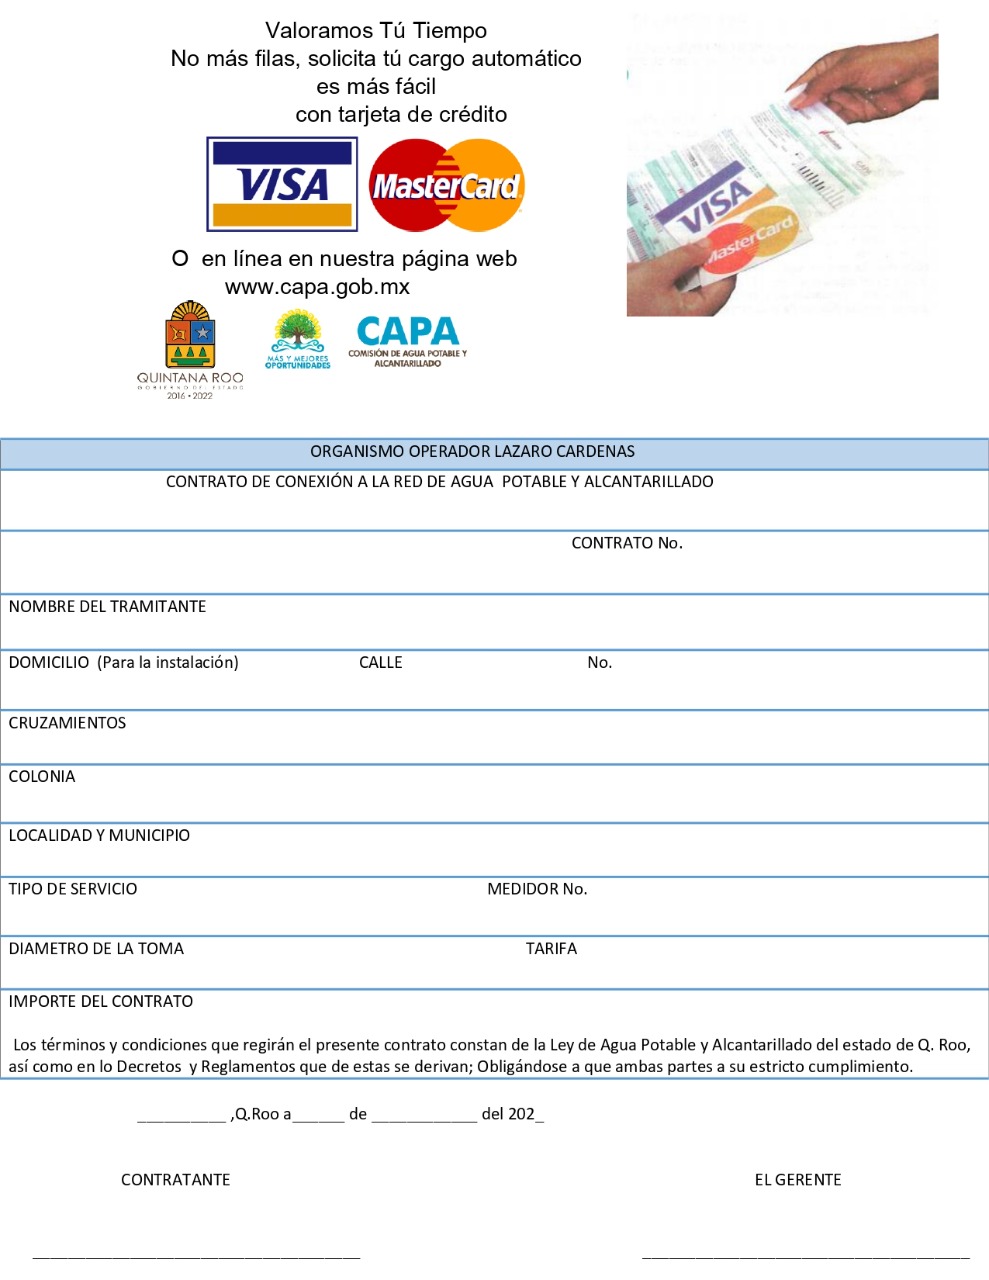 Valoramos Tú Tiempo
No más filas, solicita tú cargo automático
es más fácil
con tarjeta de crédito
VISA
MasterCard
VISA
MasterCard
O en línea en nuestra página web
www.capa.gob.mx
QUINTANA ROO
GOBIERNO DEL ESTADO
2016 • 2022
MÁS Y MEJORES
OPORTUNIDADES
CAPA
COMISIÓN DE AGUA POTABLE Y
ALCANTARILLADO
ORGANISMO OPERADOR LAZARO CARDENAS
CONTRATO DE CONEXIÓN A LA RED DE AGUA POTABLE Y ALCANTARILLADO
CONTRATO No.
NOMBRE DEL TRAMITANTE
DOMICILIO (Para la instalación) CALLE No.
CRUZAMIENTOS
COLONIA
LOCALIDAD Y MUNICIPIO
TIPO DE SERVICIO MEDIDOR No.
DIAMETRO DE LA TOMA TARIFA
IMPORTE DEL CONTRATO
Los términos y condiciones que regirán el presente contrato constan de la Ley de Agua Potable y Alcantarillado del estado de Q. Roo,
así como en lo Decretos y Reglamentos que de estas se derivan; Obligándose a que ambas partes a su estricto cumplimiento.
__________ ,Q.Roo a______ de ____________ del 202_
CONTRATANTE EL GERENTE